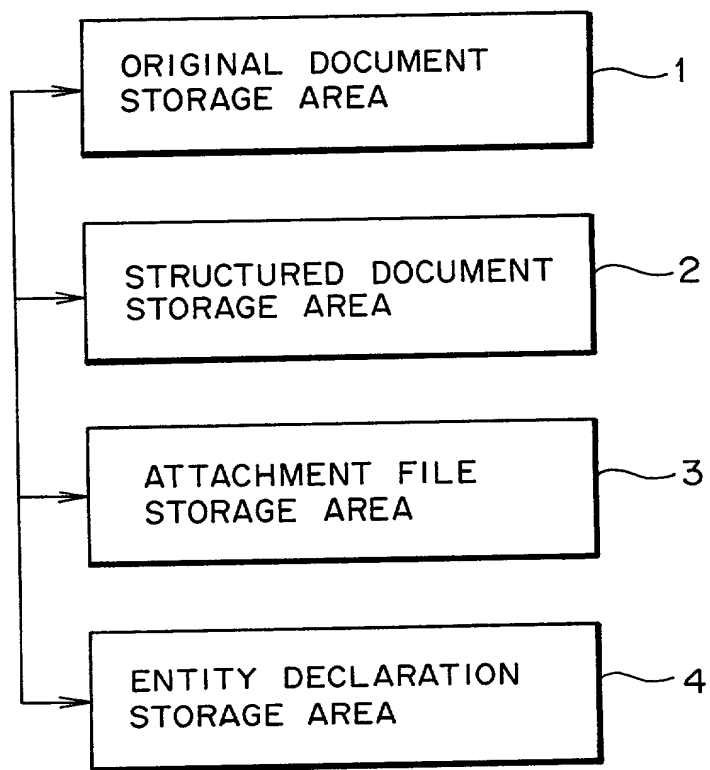 ORIGINAL DOCUMENT
STORAGE AREA
1
STRUCTURED DOCUMENT
STORAGE AREA
2
ATTACHMENT FILE
STORAGE AREA
3
ENTITY DECLARATION
STORAGE AREA
4